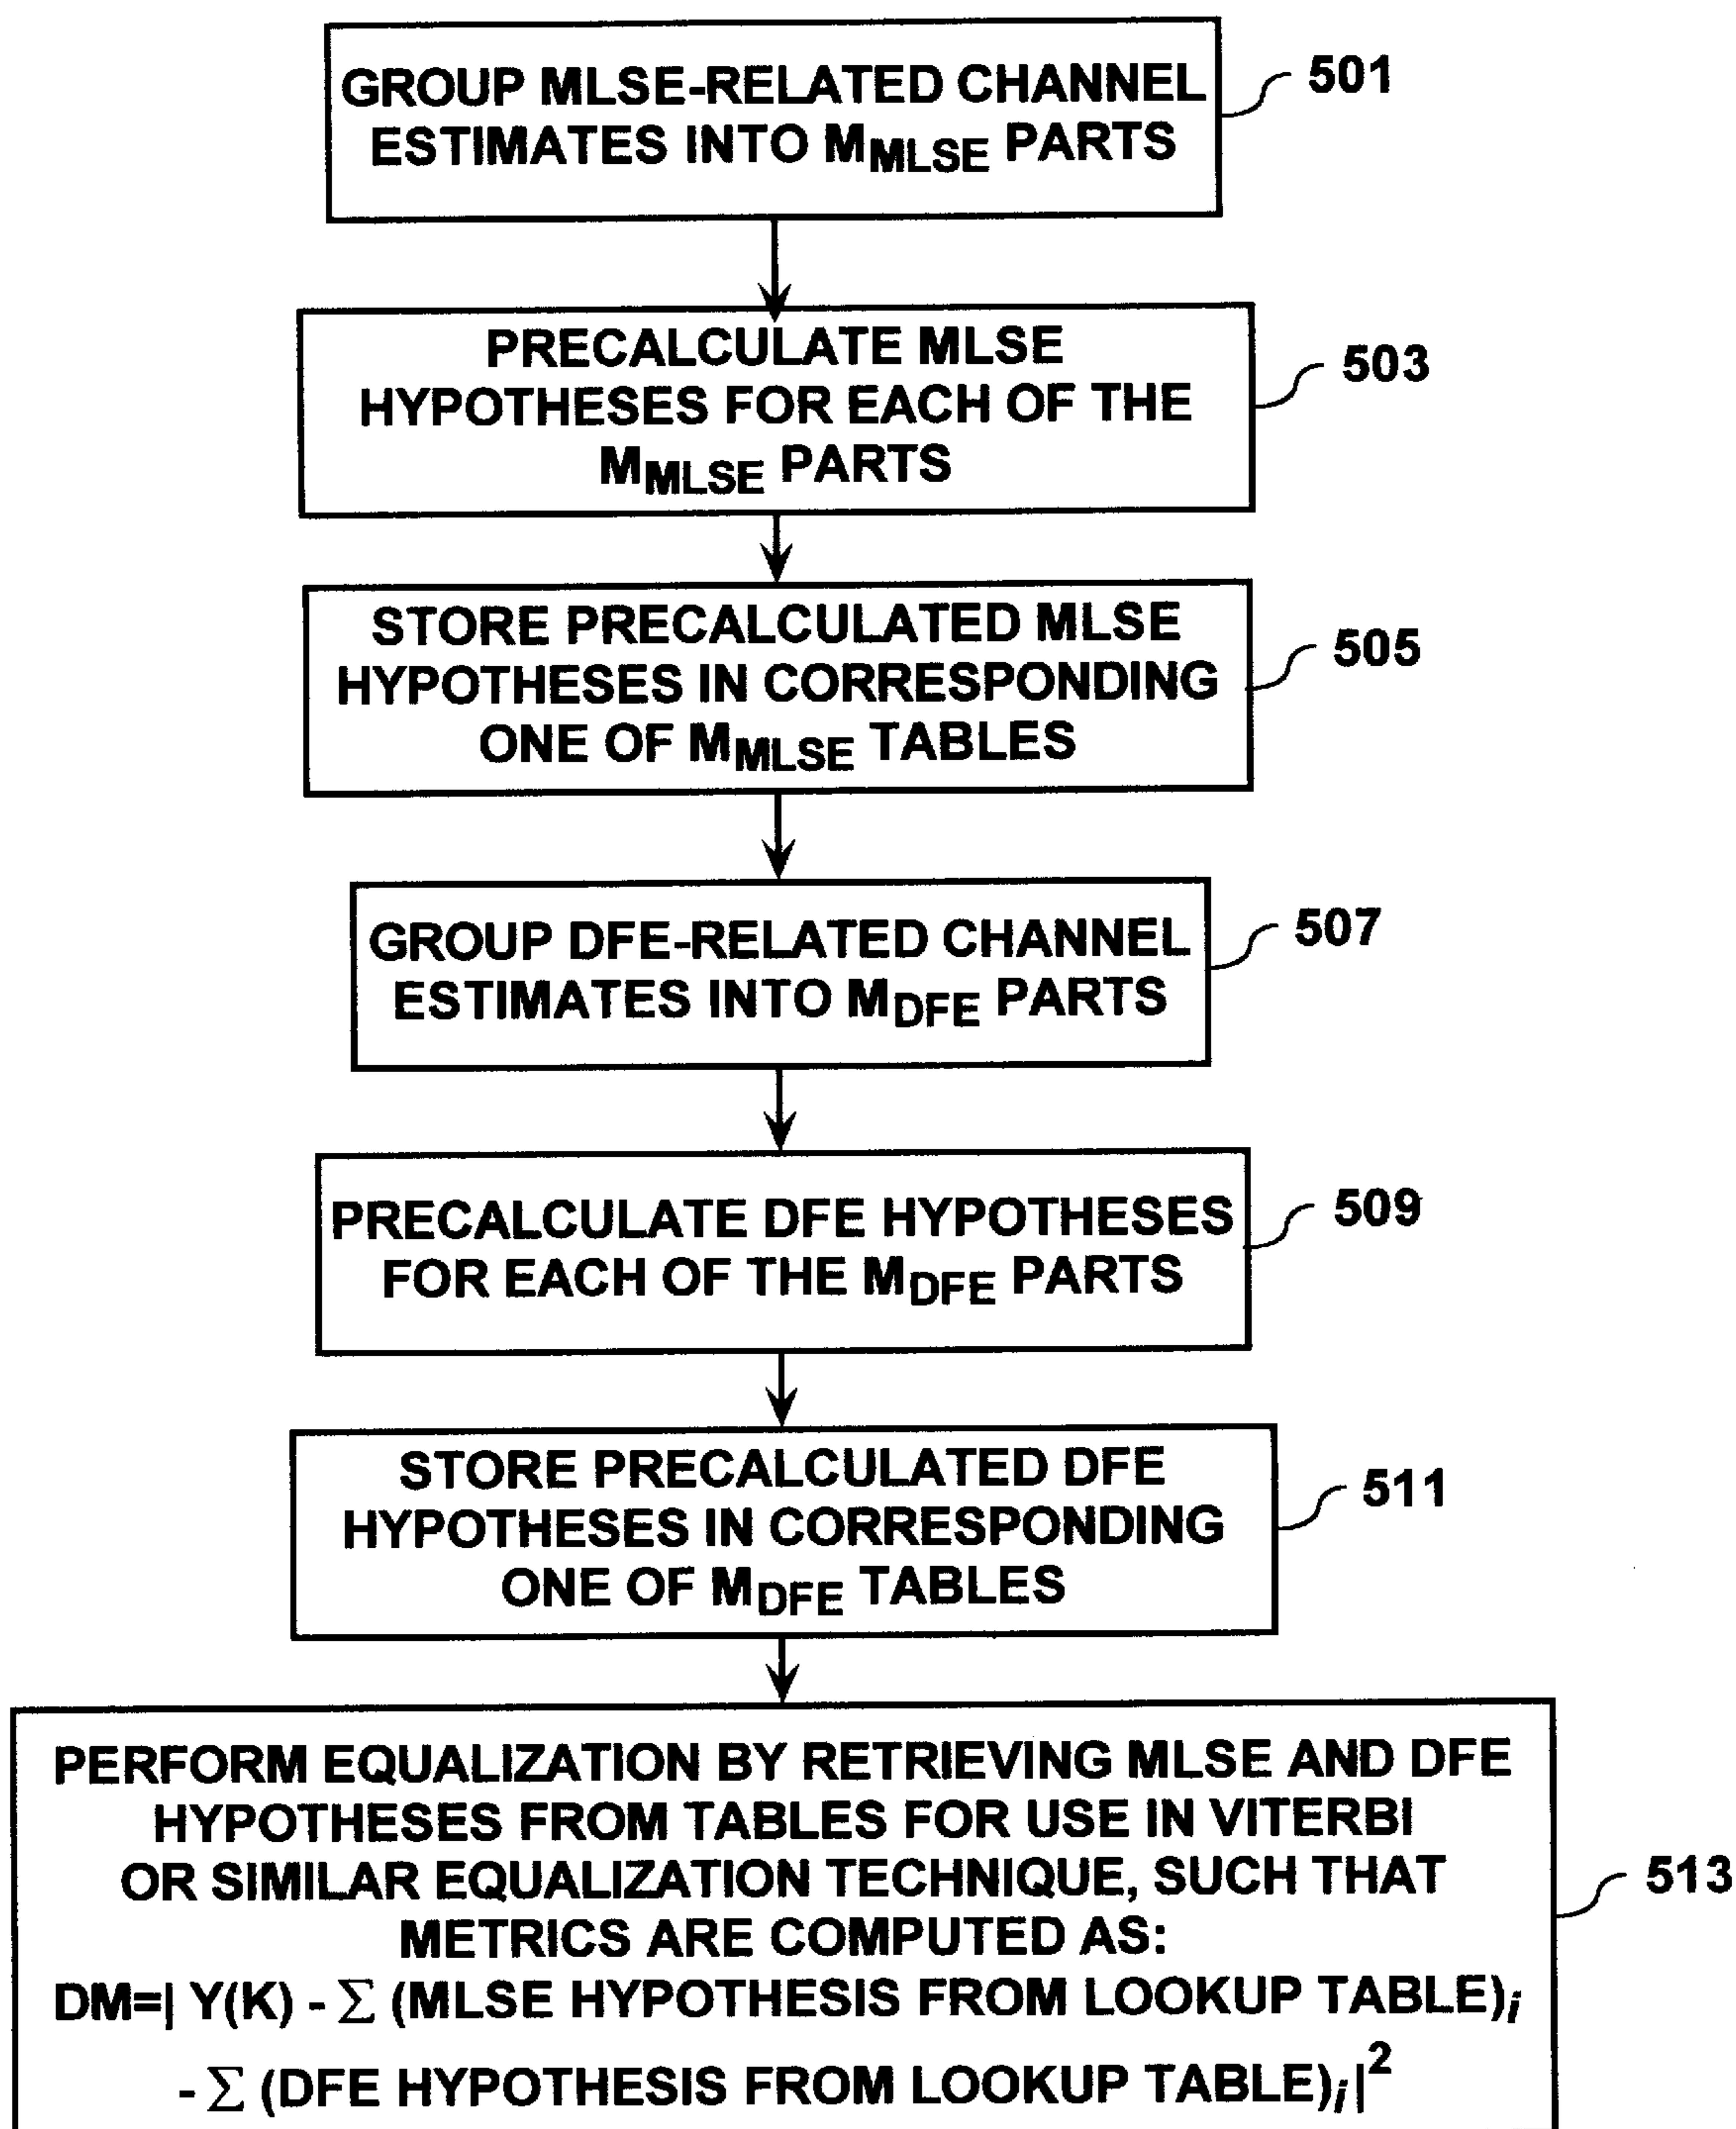 GROUP MLSE-RELATED CHANNEL
ESTIMATES INTO MMLSE PARTS
501
PRECALCULATE MLSE
HYPOTHESES FOR EACH OF THE
MMLSE PARTS
503
STORE PRECALCULATED MLSE
HYPOTHESES IN CORRESPONDING
ONE OF MMLSE TABLES
505
GROUP DFE-RELATED CHANNEL
ESTIMATES INTO MDFE PARTS
507
PRECALCULATE DFE HYPOTHESES
FOR EACH OF THE MDFE PARTS
509
STORE PRECALCULATED DFE
HYPOTHESES IN CORRESPONDING
ONE OF MDFE TABLES
511
PERFORM EQUALIZATION BY RETRIEVING MLSE AND DFE
HYPOTHESES FROM TABLES FOR USE IN VITERBI
OR SIMILAR EQUALIZATION TECHNIQUE, SUCH THAT
METRICS ARE COMPUTED AS:
DM=| Y(K) - Σ (MLSE HYPOTHESIS FROM LOOKUP TABLE)i
- Σ (DFE HYPOTHESIS FROM LOOKUP TABLE)i|2
513